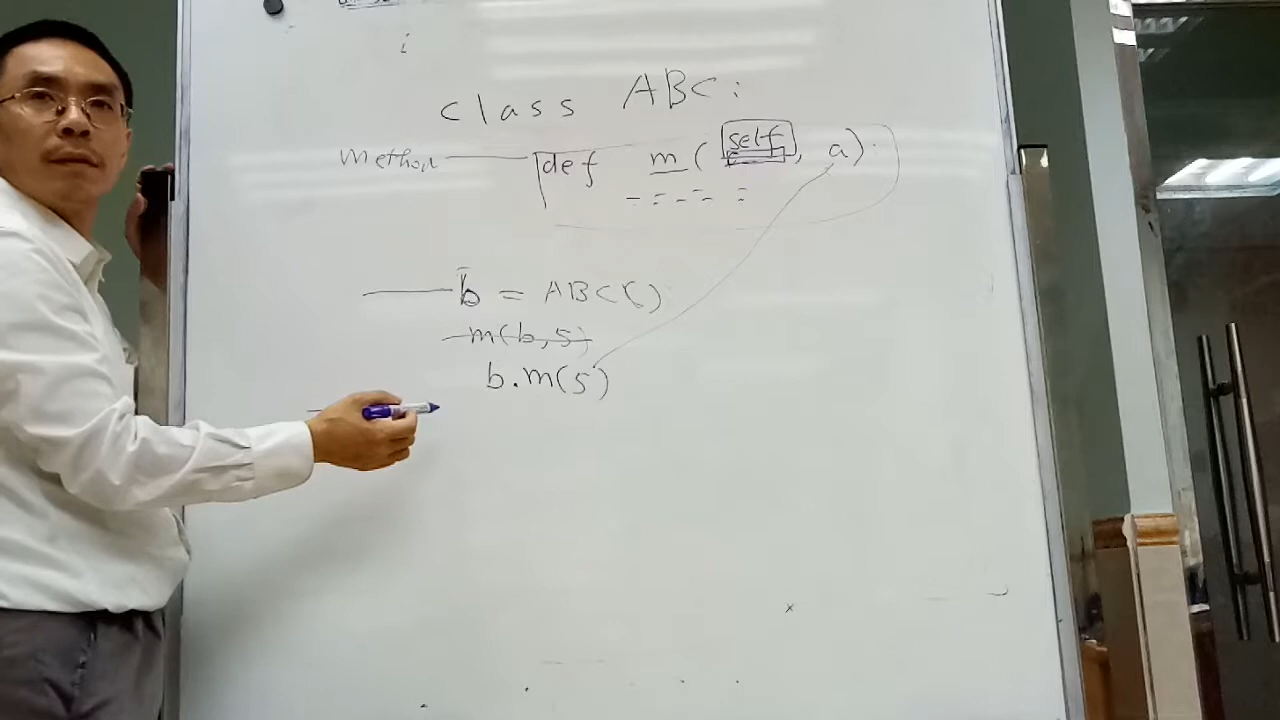 i
class ABC:
Method def m(self, a):
b = ABC()
m(b,5)
b.m(5)